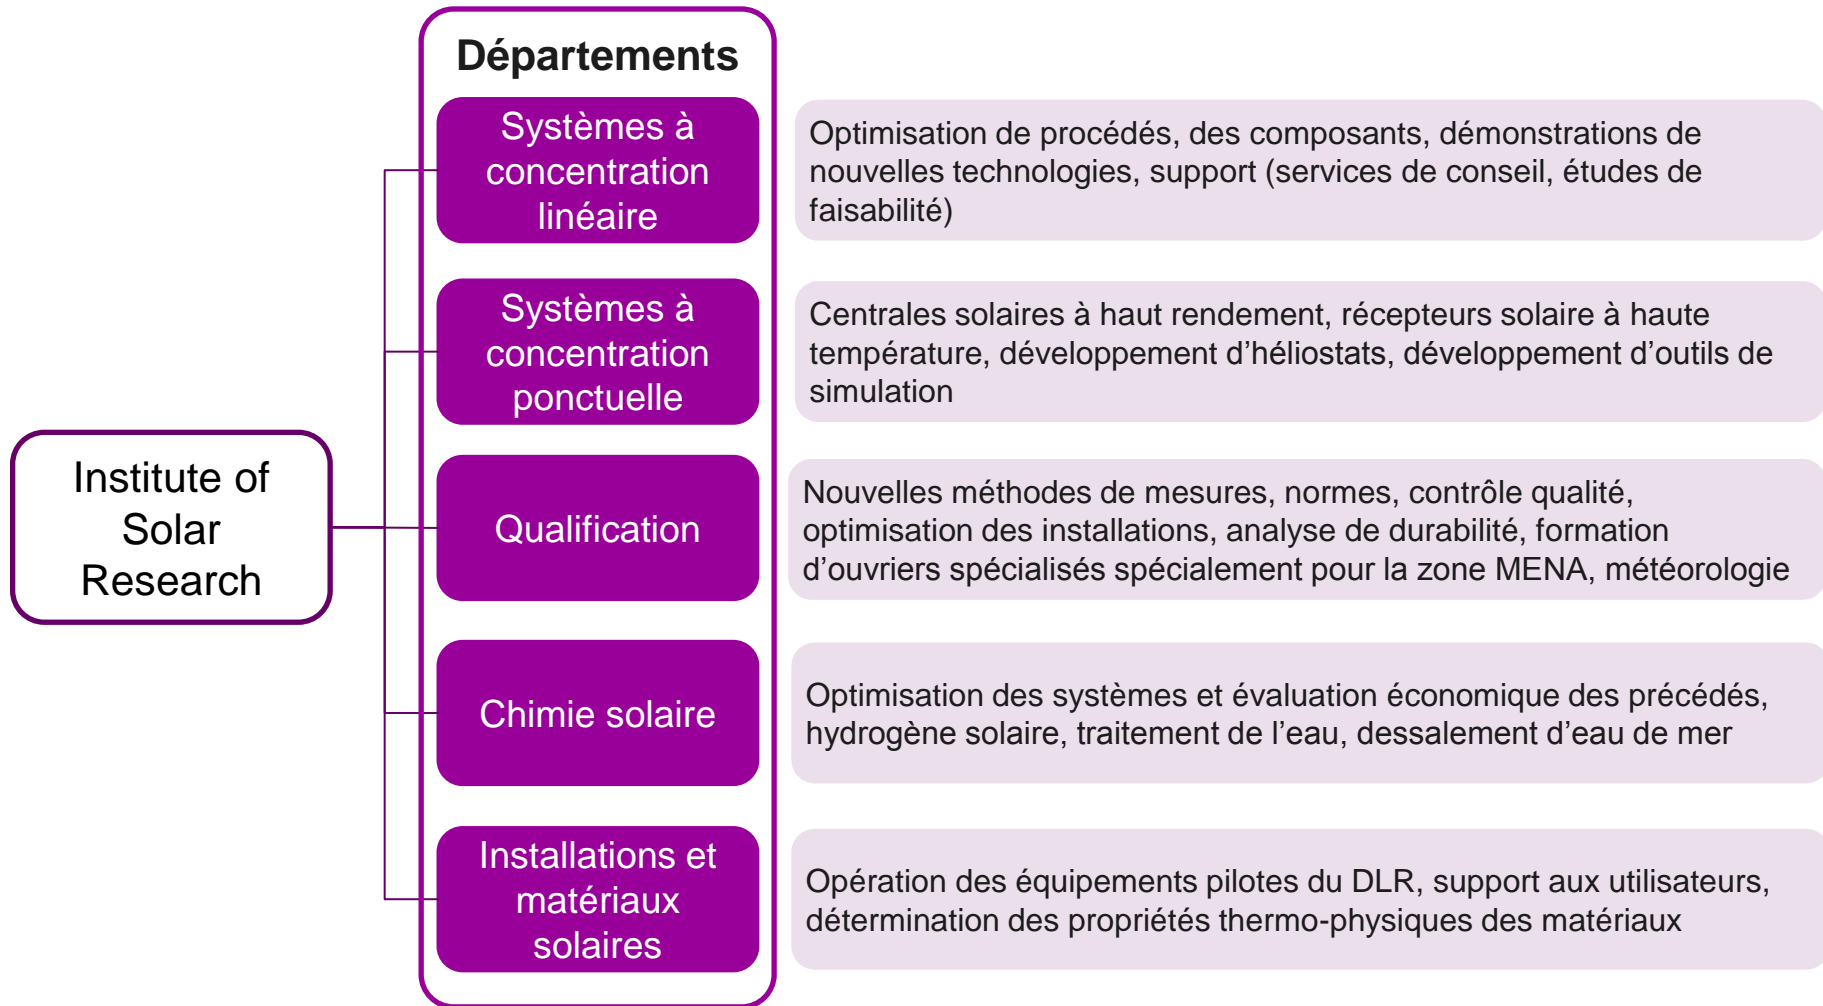 Départements
Systèmes à
concentration
linéaire
Optimisation de procédés, des composants, démonstrations de
nouvelles technologies, support (services de conseil, études de
faisabilité)
Systèmes à
concentration
ponctuelle
Centrales solaires à haut rendement, récepteurs solaire à haute
température, développement d’héliostats, développement d’outils de
simulation
Institute of
Solar
Research
Qualification
Nouvelles méthodes de mesures, normes, contrôle qualité,
optimisation des installations, analyse de durabilité, formation
d’ouvriers spécialisés spécialement pour la zone MENA, météorologie
Chimie solaire
Optimisation des systèmes et évaluation économique des précédés,
hydrogène solaire, traitement de l’eau, dessalement d’eau de mer
Installations et
matériaux
solaires
Opération des équipements pilotes du DLR, support aux utilisateurs,
détermination des propriétés thermo-physiques des matériaux